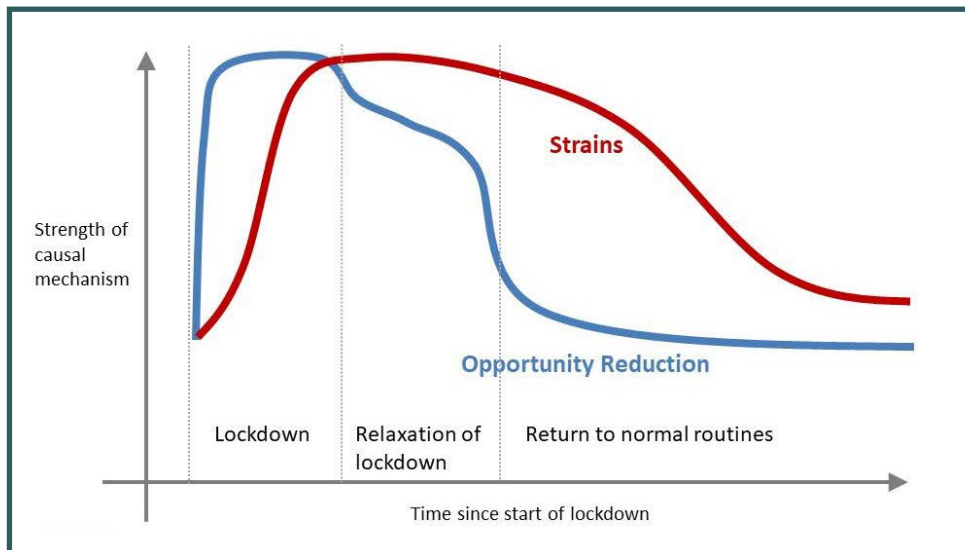 Strains
Strength of
causal
mechanism
Opportunity Reduction
Lockdown
Relaxation of
lockdown
Return to normal routines
Time since start of lockdown